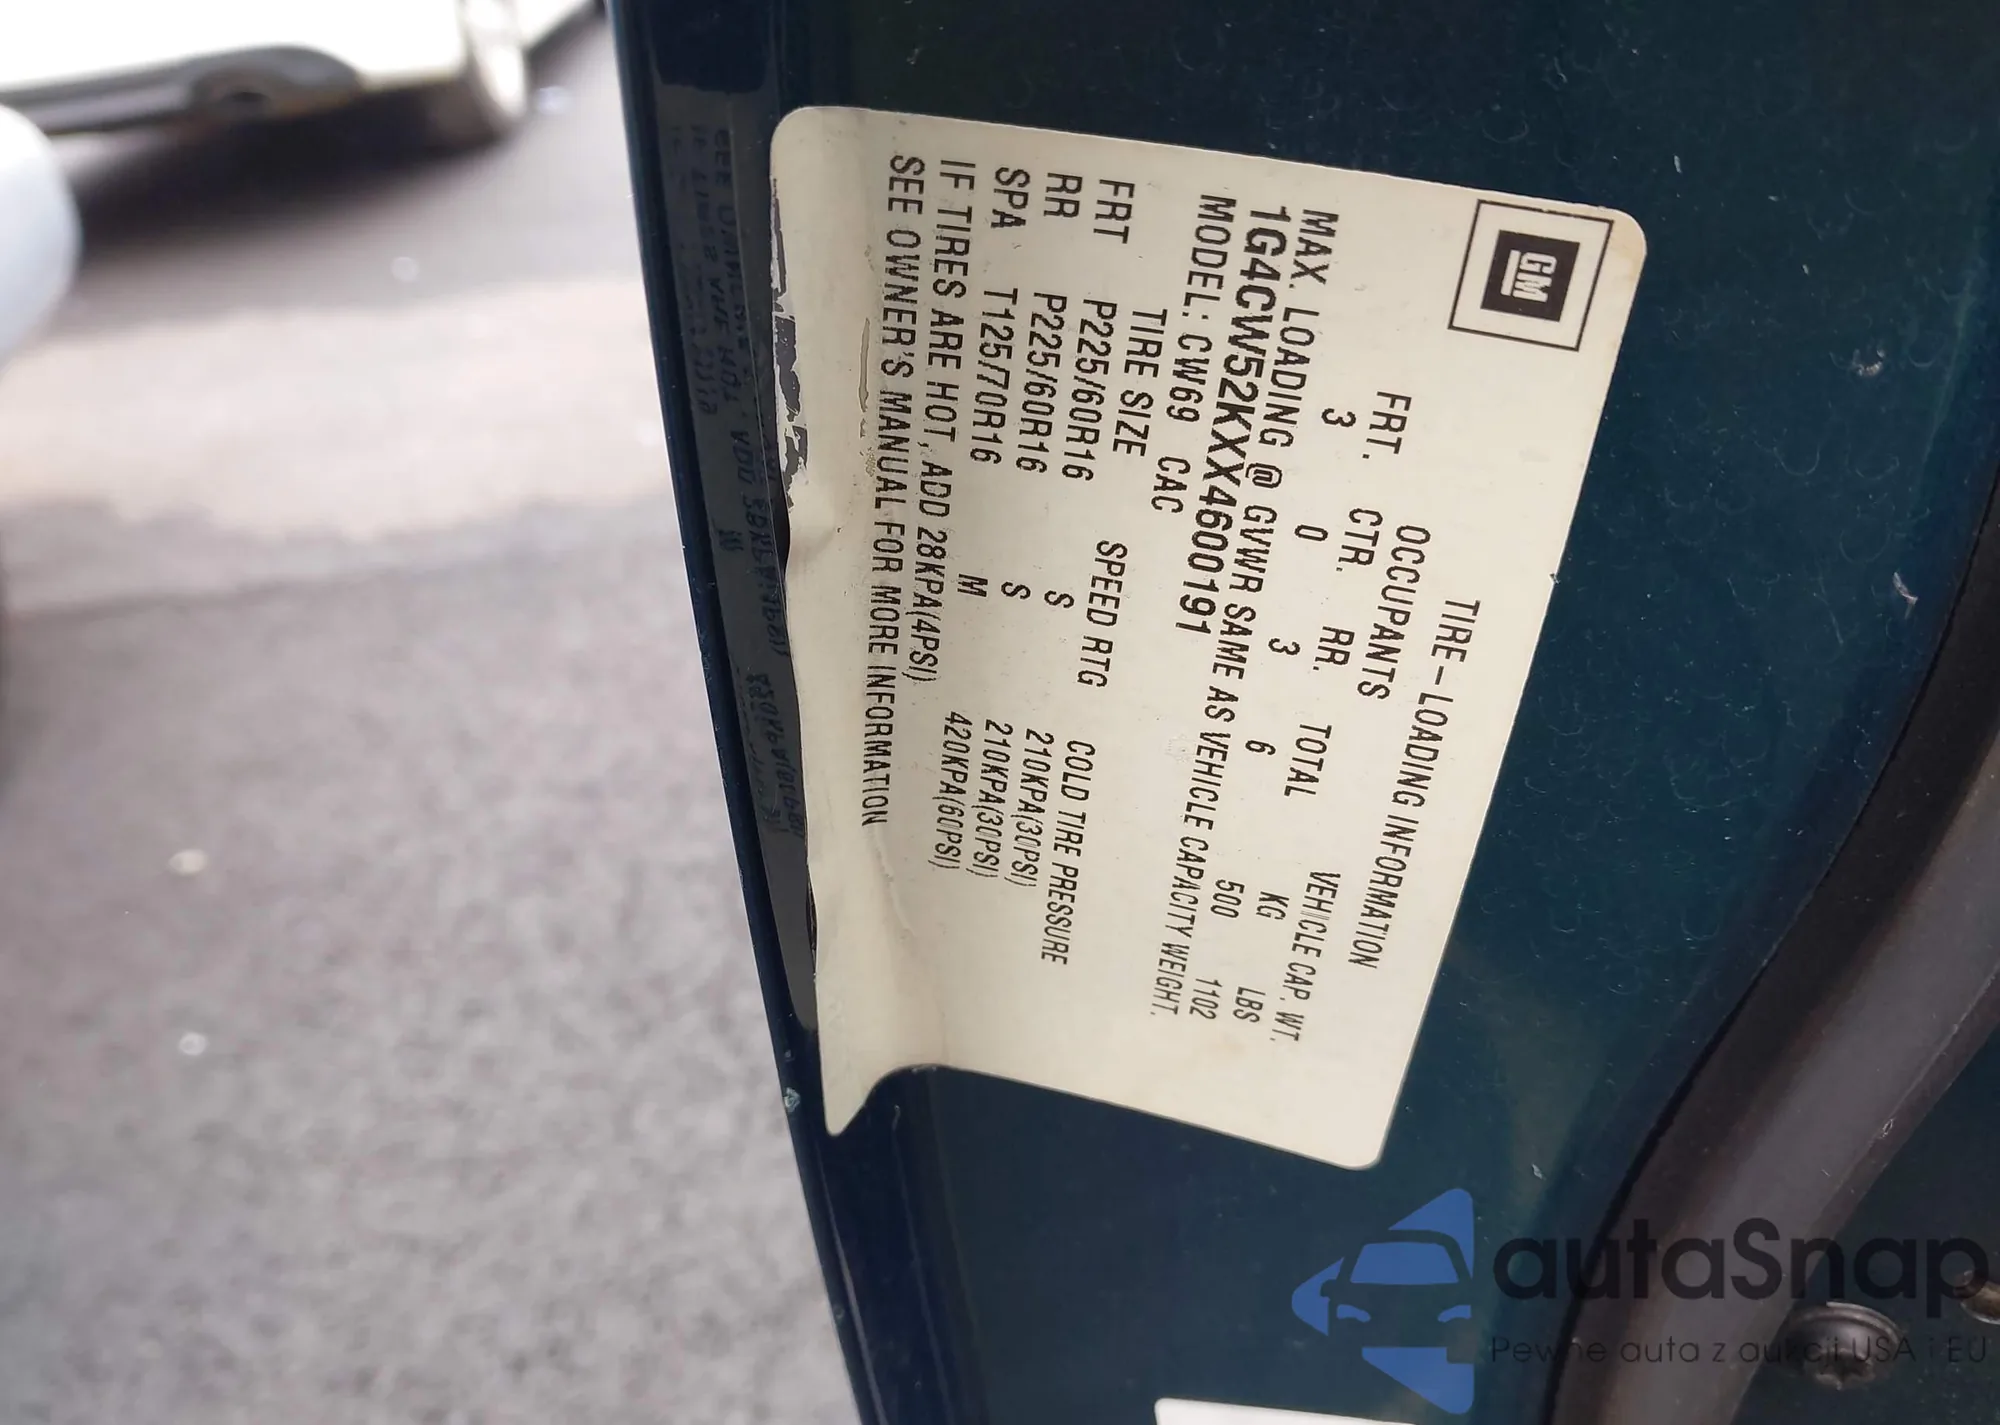 GM
TIRE-LOADING INFORMATION
OCCUPANTS VEHICLE CAP. WT.
FRT. CTR. RR. TOTAL KG LBS
3 0 3 6 500 1102
MAX. LOADING @ GVWR SAME AS VEHICLE CAPACITY WEIGHT.
1G4CW52KXX4600191
MODEL: CW69 CAC
TIRE SIZE SPEED RTG COLD TIRE PRESSURE
FRT P225/60R16 S 210KPA(30PSI)
RR P225/60R16 S 210KPA(30PSI)
SPA T125/70R16 M 420KPA(60PSI)
IF TIRES ARE HOT, ADD 28KPA(4PSI)
SEE OWNER'S MANUAL FOR MORE INFORMATION
autaSnap
Pewne auta z aukcji USA i EU